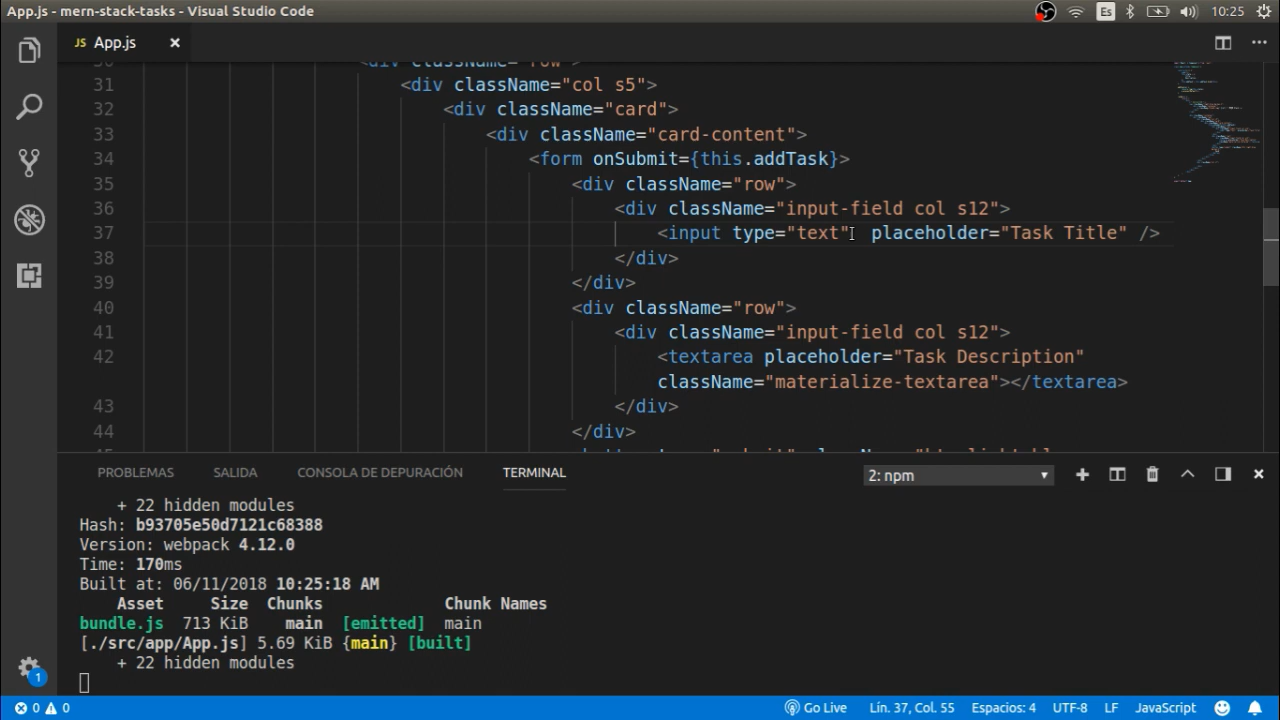 App.js - mern-stack-tasks - Visual Studio Code
Es
10:25
JS App.js
30 <div className="row">
31 <div className="col s5">
32 <div className="card">
33 <div className="card-content">
34 <form onSubmit={this.addTask}>
35 <div className="row">
36 <div className="input-field col s12">
37 <input type="text" placeholder="Task Title" />
38 </div>
39 </div>
40 <div className="row">
41 <div className="input-field col s12">
42 <textarea placeholder="Task Description"
className="materialize-textarea"></textarea>
43 </div>
44 </div>
PROBLEMAS SALIDA CONSOLA DE DEPURACIÓN TERMINAL 2: npm
+ 22 hidden modules
Hash: b93705e50d7121c68388
Version: webpack 4.12.0
Time: 170ms
Built at: 06/11/2018 10:25:18 AM
Asset Size Chunks Chunk Names
bundle.js 713 KiB main [emitted] main
[./src/app/App.js] 5.69 KiB {main} [built]
+ 22 hidden modules
1
0 0 Go Live Lín. 37, Col. 55 Espacios: 4 UTF-8 LF JavaScript